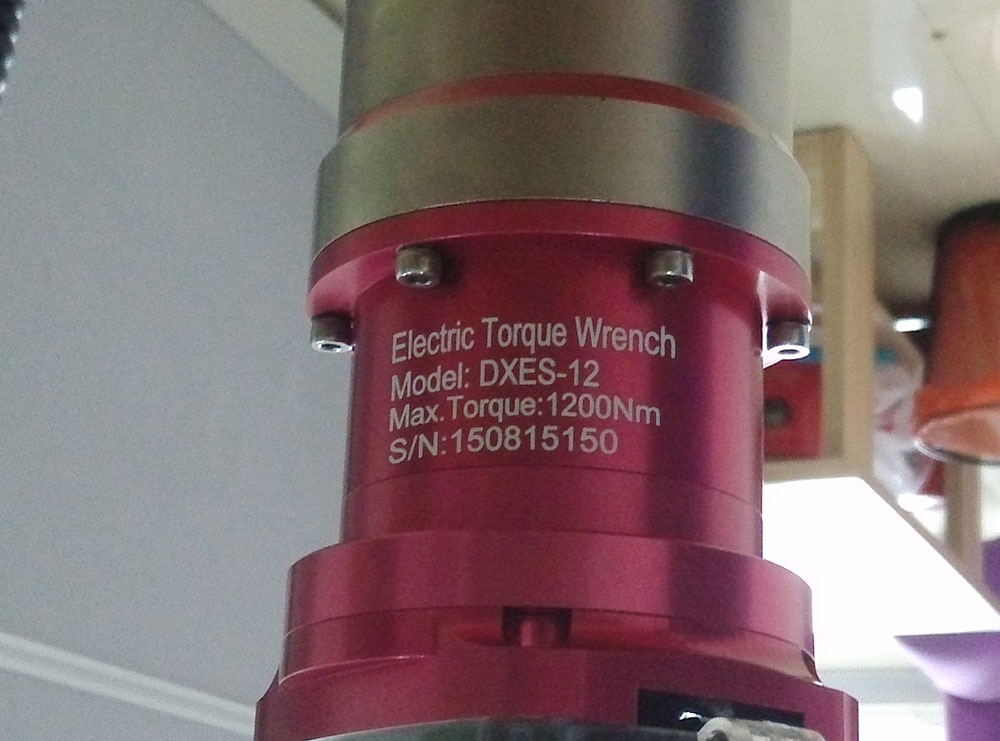 Electric Torque Wrench
Model: DXES-12
Max.Torque:1200Nm
S/N:150815150